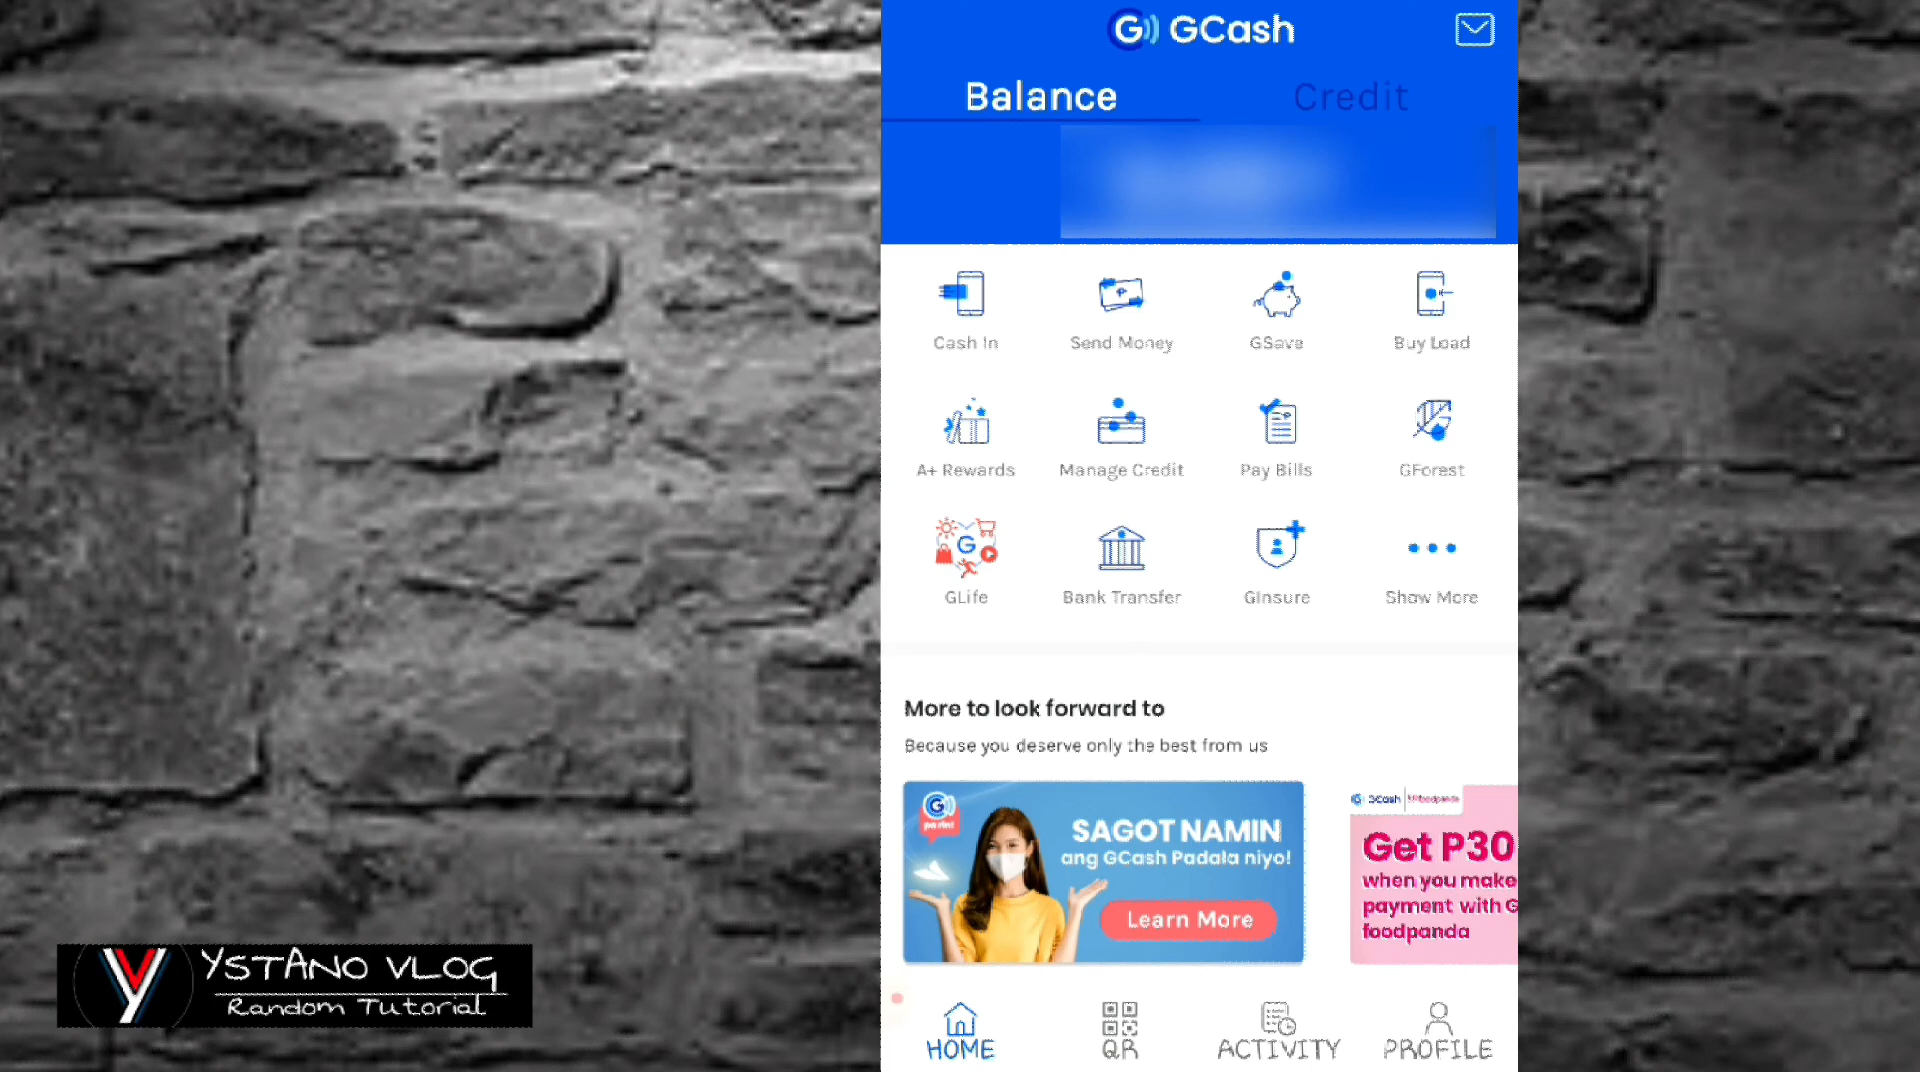 G)) GCash
Balance Credit
Cash In Send Money GSave Buy Load
A+ Rewards Manage Credit Pay Bills GForest
G
GLife Bank Transfer GInsure Show More
More to look forward to
Because you deserve only the best from us
SAGOT NAMIN
ang GCash Padala niyo!
Learn More
GCash foodpanda
Get P30
when you make
payment with G
foodpanda
YSTANO VLOG
Random Tutorial
HOME QR ACTIVITY PROFILE